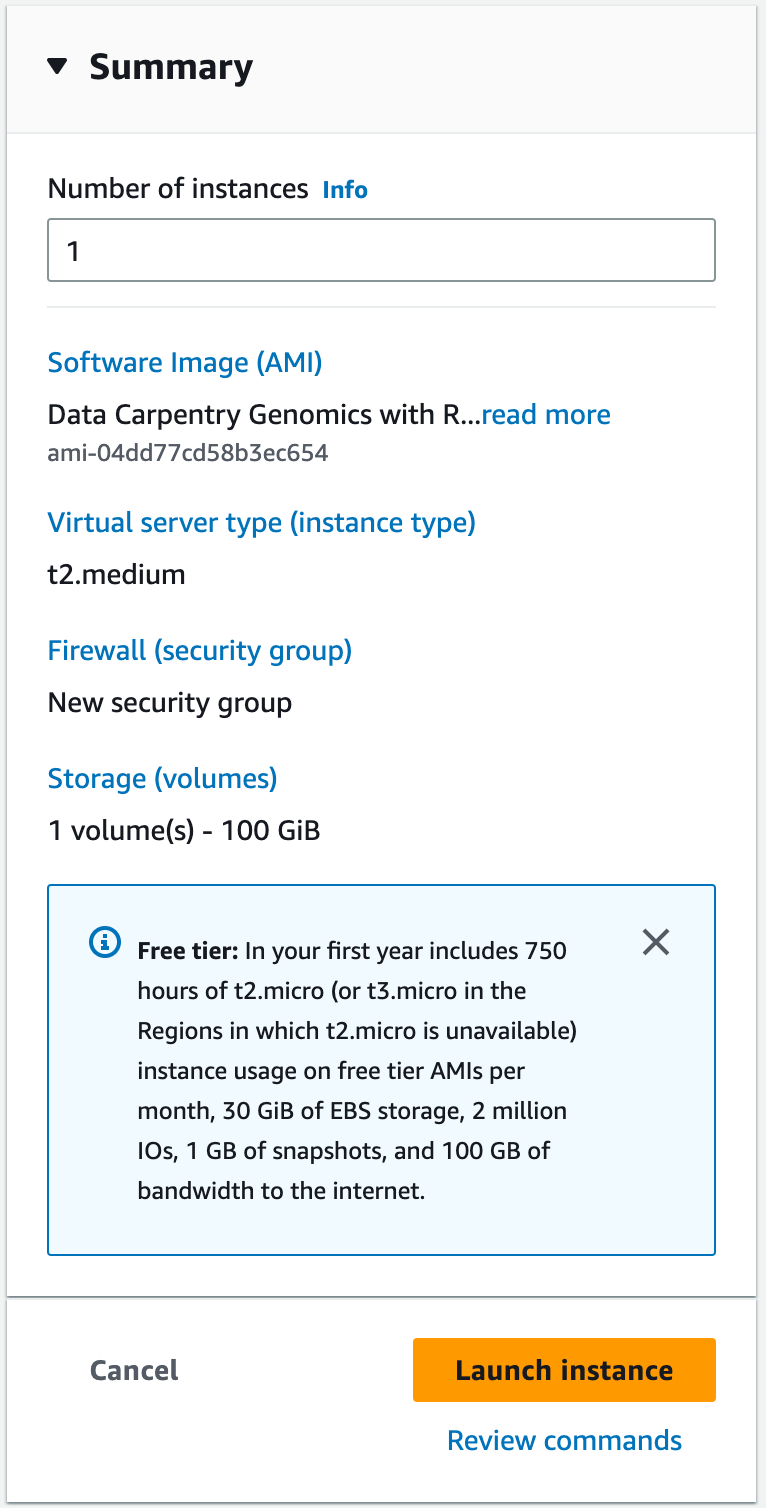 Summary
Number of instances Info
1
Software Image (AMI)
Data Carpentry Genomics with R...read more
ami-04dd77cd58b3ec654
Virtual server type (instance type)
t2.medium
Firewall (security group)
New security group
Storage (volumes)
1 volume(s) - 100 GiB
Free tier: In your first year includes 750
hours of t2.micro (or t3.micro in the
Regions in which t2.micro is unavailable)
instance usage on free tier AMIs per
month, 30 GiB of EBS storage, 2 million
IOs, 1 GB of snapshots, and 100 GB of
bandwidth to the internet.
Cancel
Launch instance
Review commands